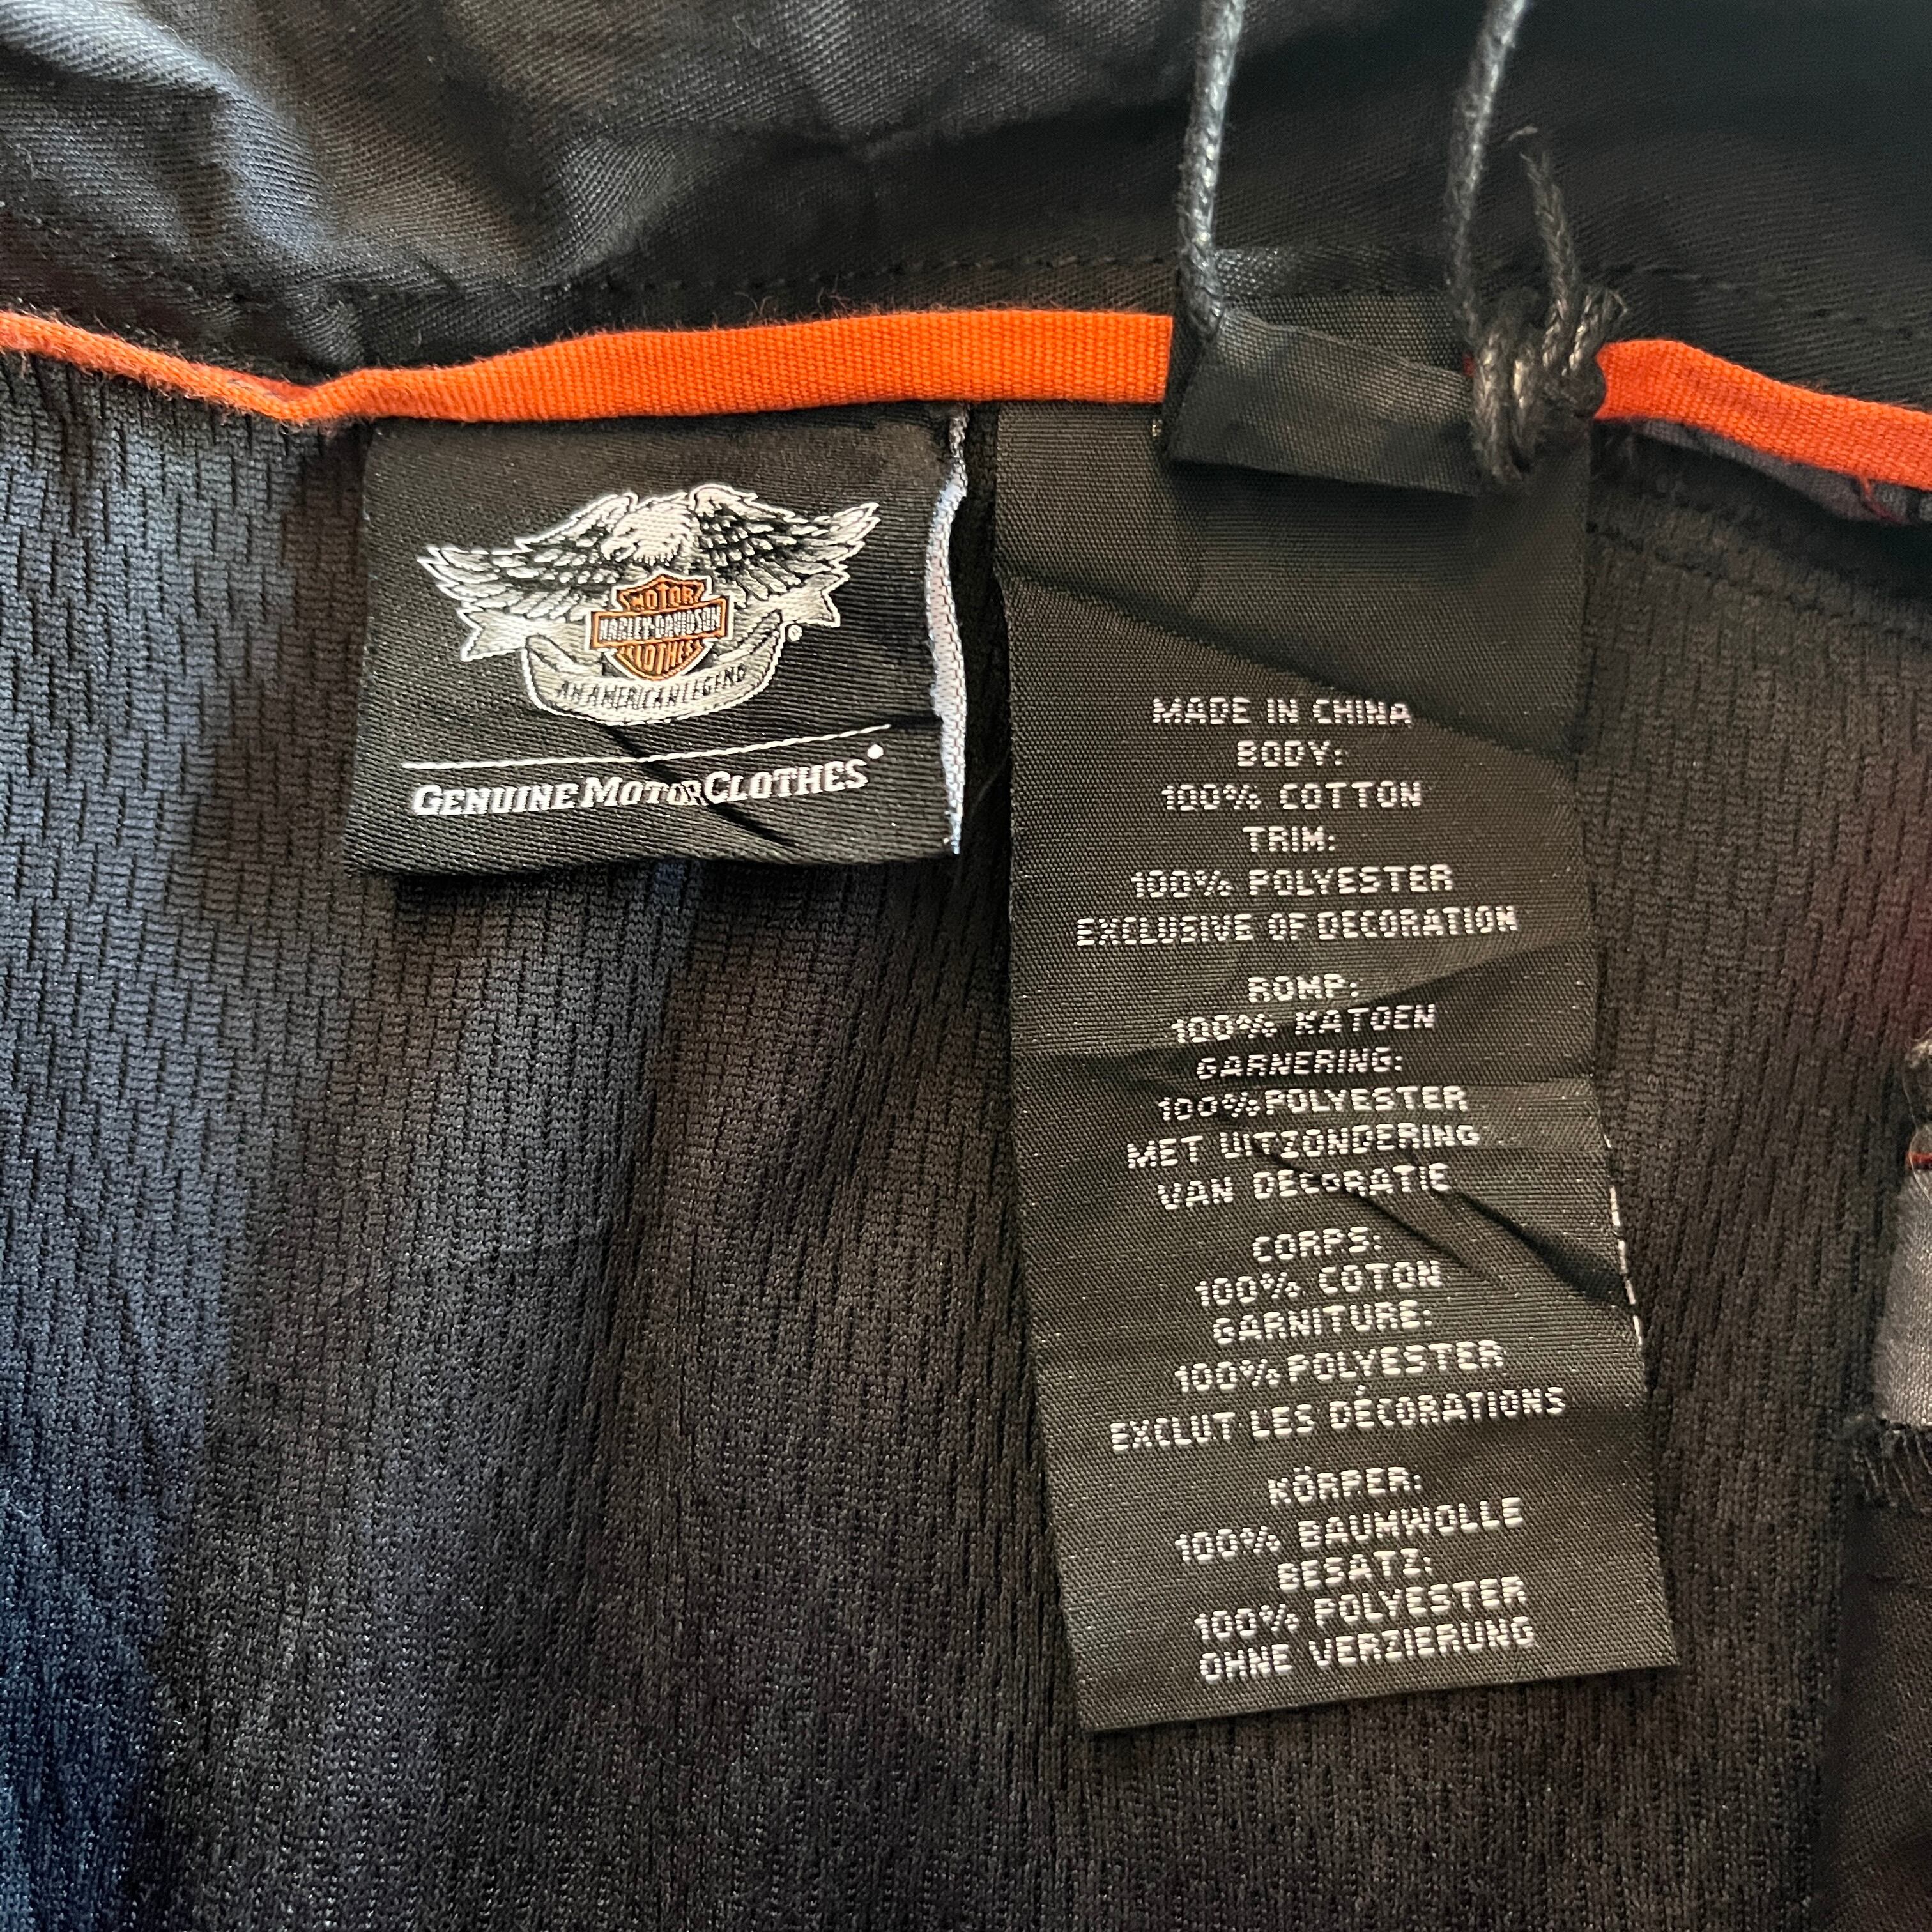 MOTOR
HARLEY-DAVIDSON
CLOTHES
®
AN AMERICAN LEGEND
GENUINE MOTORCLOTHES
MADE IN CHINA
BODY:
100% COTTON
TRIM:
100% POLYESTER
EXCLUSIVE OF DECORATION
ROMP:
100% KATOEN
GARNERING:
100% POLYESTER
MET UITZONDERING
VAN DECORATIE
CORPS:
100% COTON
GARNITURE:
100% POLYESTER
EXCLUT LES DÉCORATIONS
KÖRPER:
100% BAUMWOLLE
BESATZ:
100% POLYESTER
OHNE VERZIERUNG